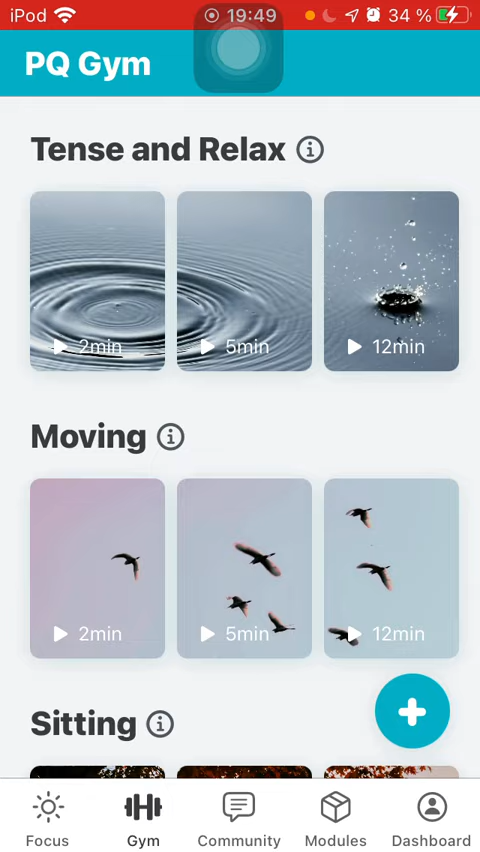 iPod 19:49 34 %
PQ Gym
Tense and Relax
2min 5min 12min
Moving
2min 5min 12min
Sitting
Focus Gym Community Modules Dashboard